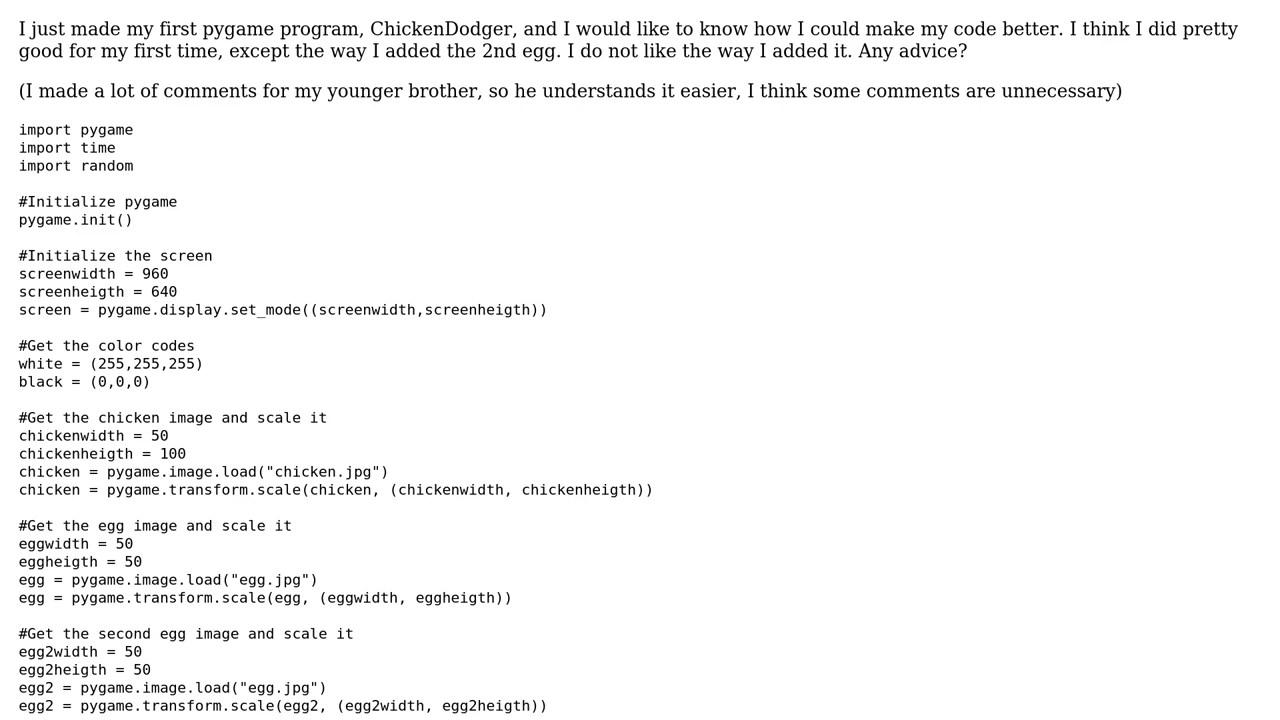 I just made my first pygame program, ChickenDodger, and I would like to know how I could make my code better. I think I did pretty
good for my first time, except the way I added the 2nd egg. I do not like the way I added it. Any advice?
(I made a lot of comments for my younger brother, so he understands it easier, I think some comments are unnecessary)
import pygame
import time
import random
#Initialize pygame
pygame.init()
#Initialize the screen
screenwidth = 960
screenheigth = 640
screen = pygame.display.set_mode((screenwidth,screenheigth))
#Get the color codes
white = (255,255,255)
black = (0,0,0)
#Get the chicken image and scale it
chickenwidth = 50
chickenheigth = 100
chicken = pygame.image.load("chicken.jpg")
chicken = pygame.transform.scale(chicken, (chickenwidth, chickenheigth))
#Get the egg image and scale it
eggwidth = 50
eggheigth = 50
egg = pygame.image.load("egg.jpg")
egg = pygame.transform.scale(egg, (eggwidth, eggheigth))
#Get the second egg image and scale it
egg2width = 50
egg2heigth = 50
egg2 = pygame.image.load("egg.jpg")
egg2 = pygame.transform.scale(egg2, (egg2width, egg2heigth))